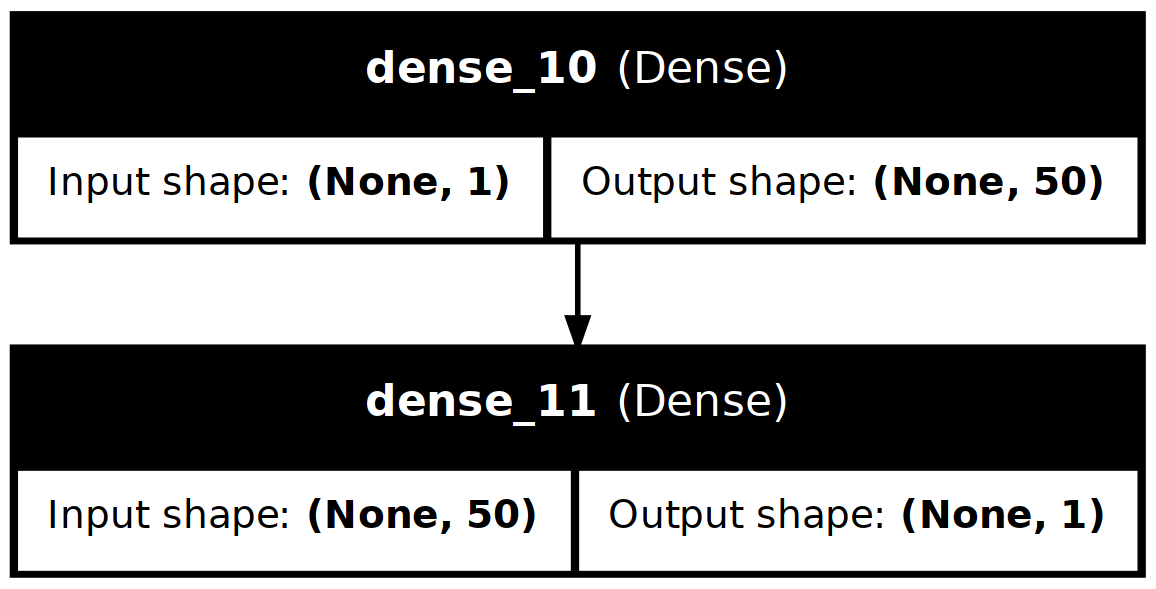 dense_10 (Dense)
Input shape: (None, 1) Output shape: (None, 50)
dense_11 (Dense)
Input shape: (None, 50) Output shape: (None, 1)